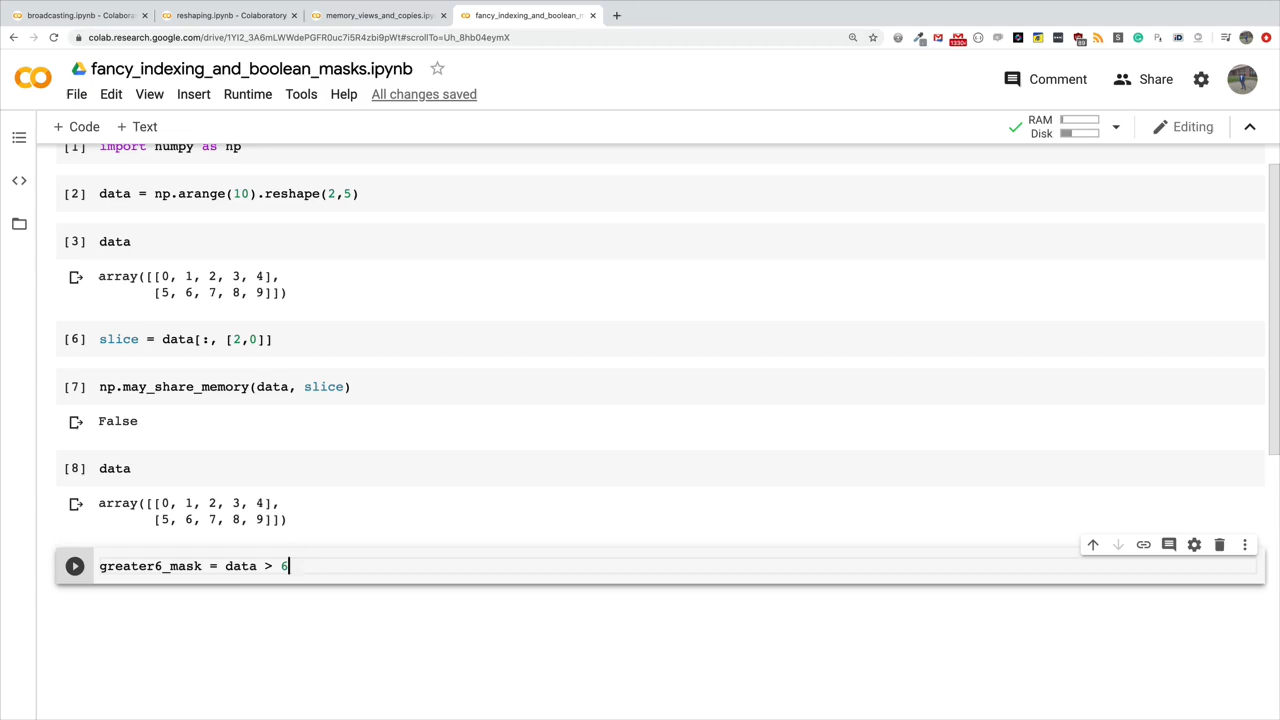 broadcasting.ipynb - Colabora
reshaping.ipynb - Colaboratory
memory_views_and_copies.ipy
fancy_indexing_and_boolean_m
colab.research.google.com/drive/1YI2_3A6mLWWdePGFR0uc7i5R4zbi9pWt#scrollTo=Uh_8hb04eymX
fancy_indexing_and_boolean_masks.ipynb
Comment
Share
File Edit View Insert Runtime Tools Help All changes saved
+ Code + Text
RAM
Disk
Editing
[1] import numpy as np
[2] data = np.arange(10).reshape(2,5)
[3] data
array([[0, 1, 2, 3, 4],
[5, 6, 7, 8, 9]])
[6] slice = data[:, [2,0]]
[7] np.may_share_memory(data, slice)
False
[8] data
array([[0, 1, 2, 3, 4],
[5, 6, 7, 8, 9]])
greater6_mask = data > 6